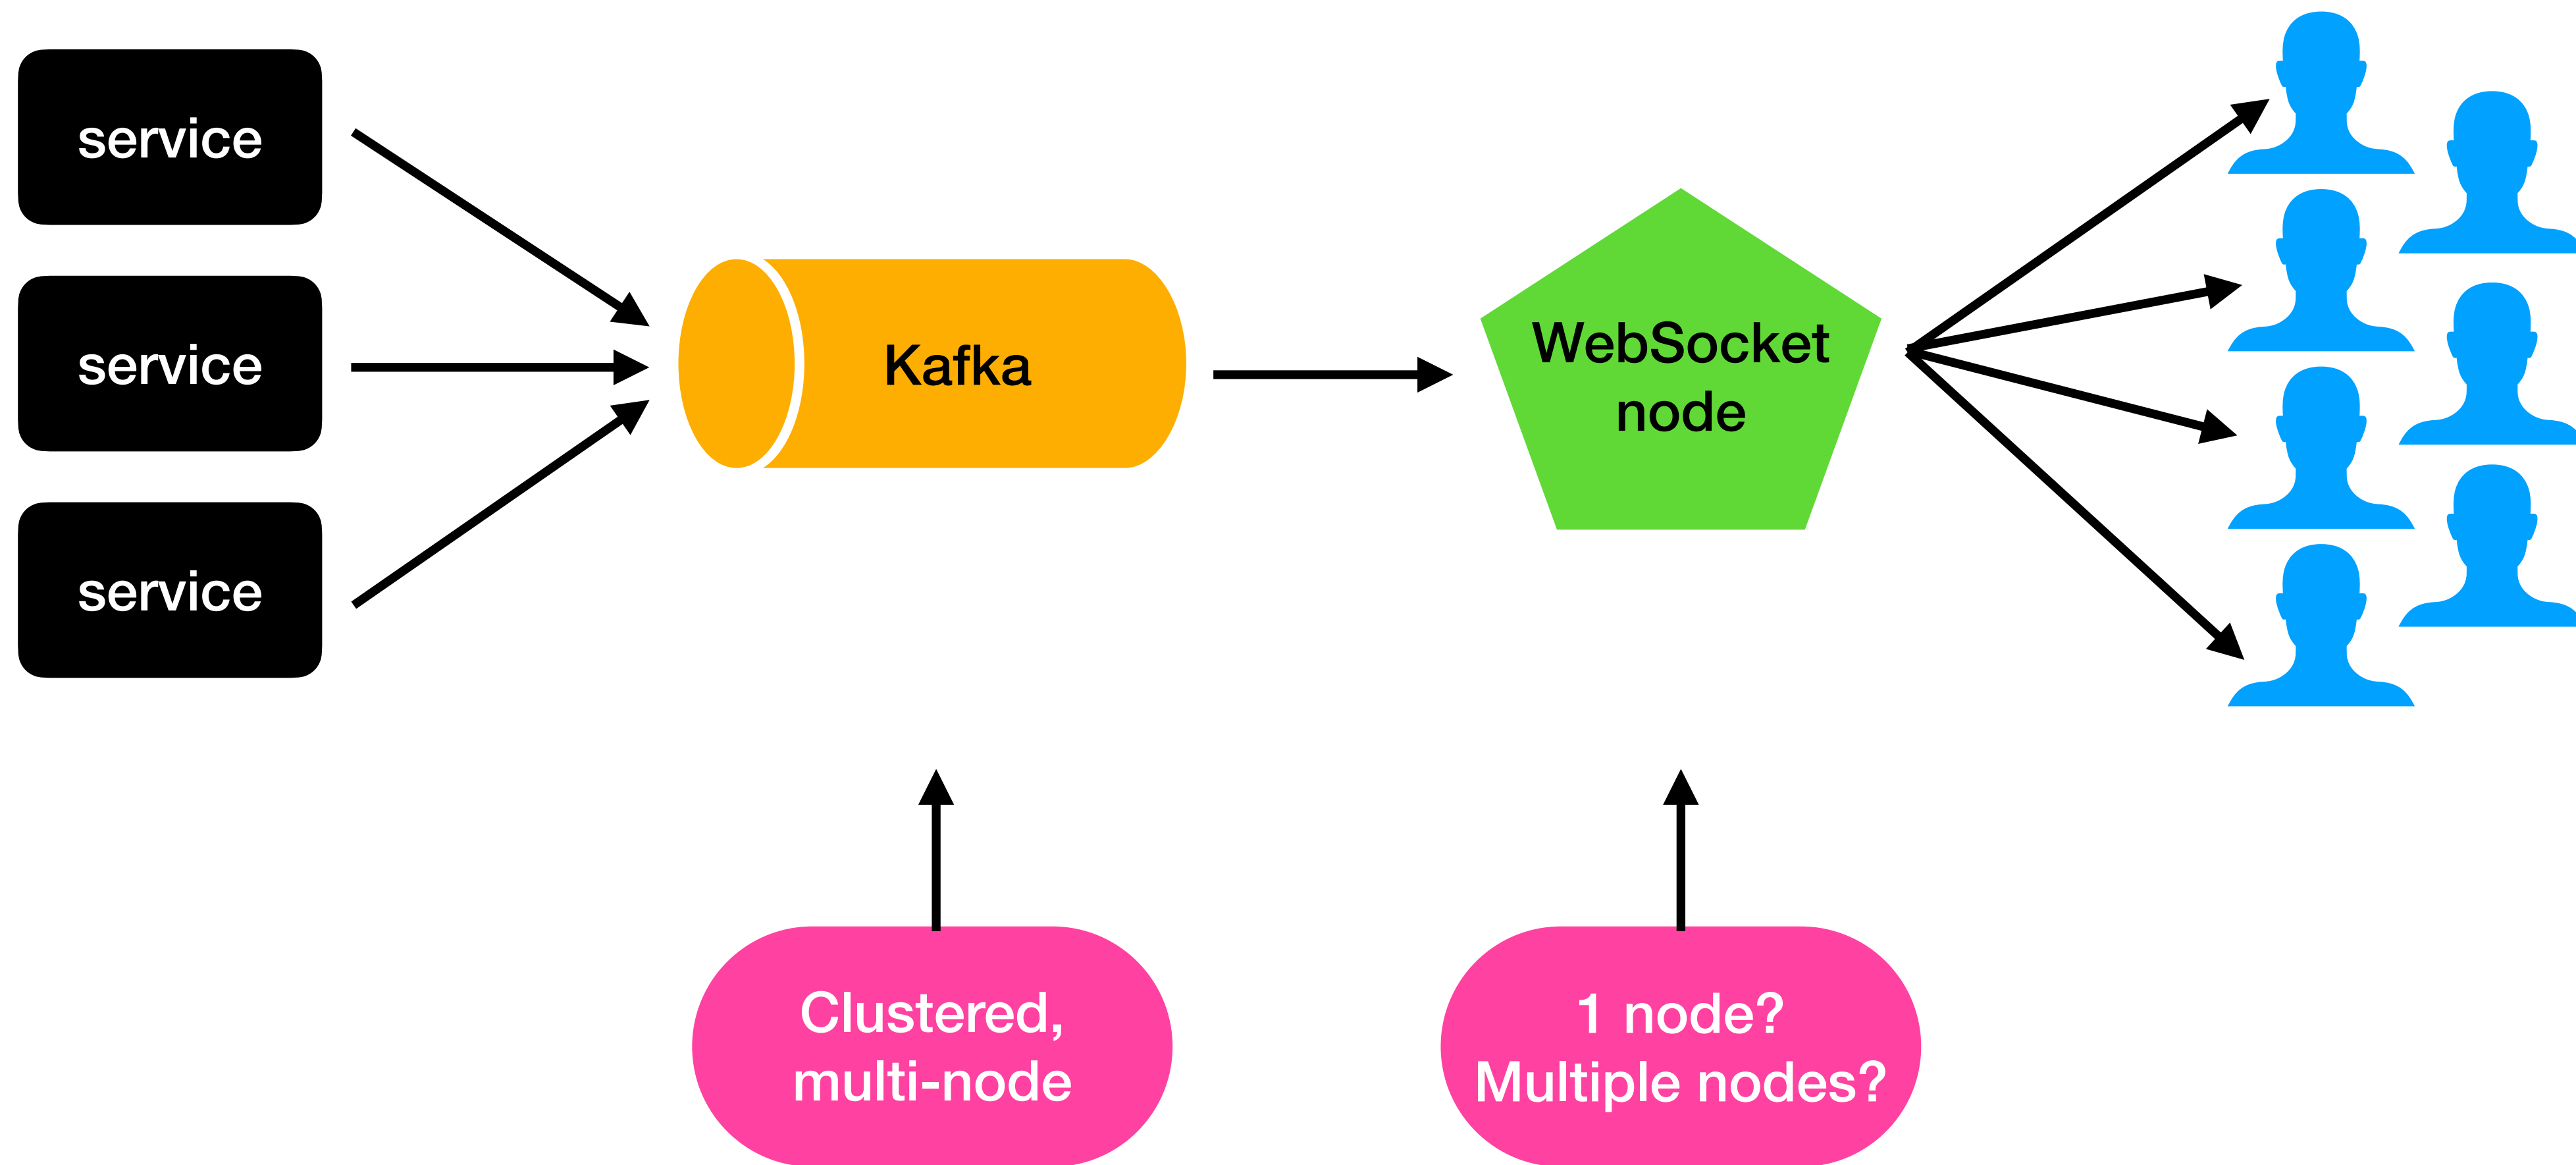 service
service
service
Kafka
WebSocket
node
Clustered,
multi-node
1 node?
Multiple nodes?